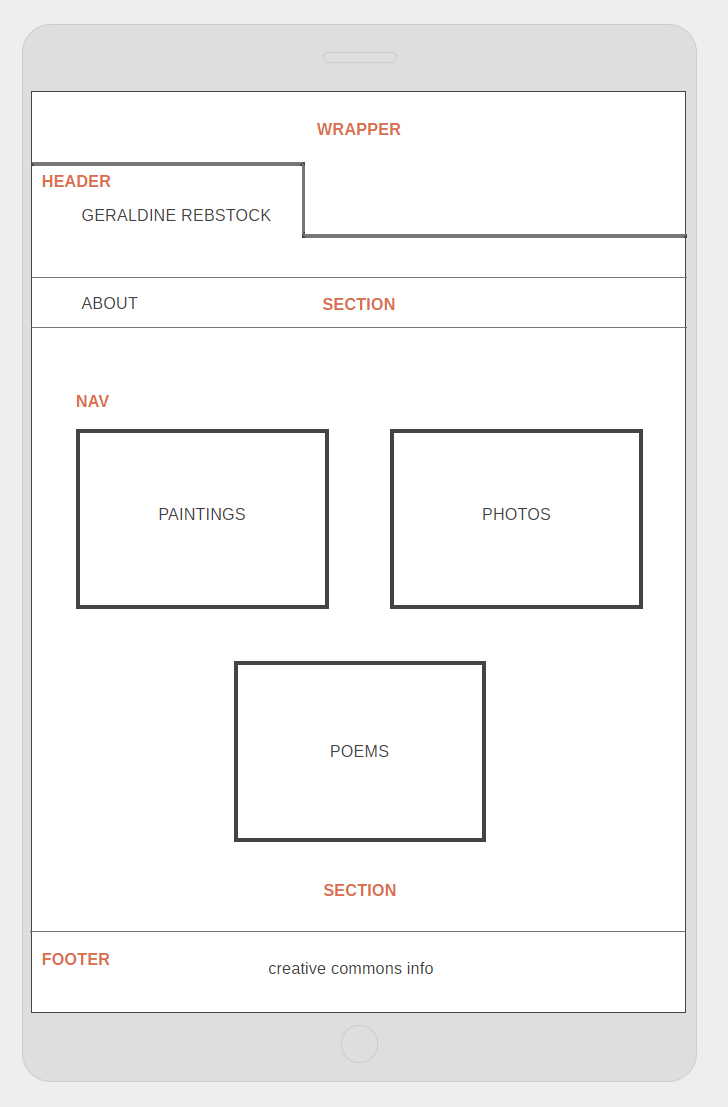 WRAPPER
HEADER
GERALDINE REBSTOCK
ABOUT SECTION
NAV
PAINTINGS PHOTOS
POEMS
SECTION
FOOTER
creative commons info